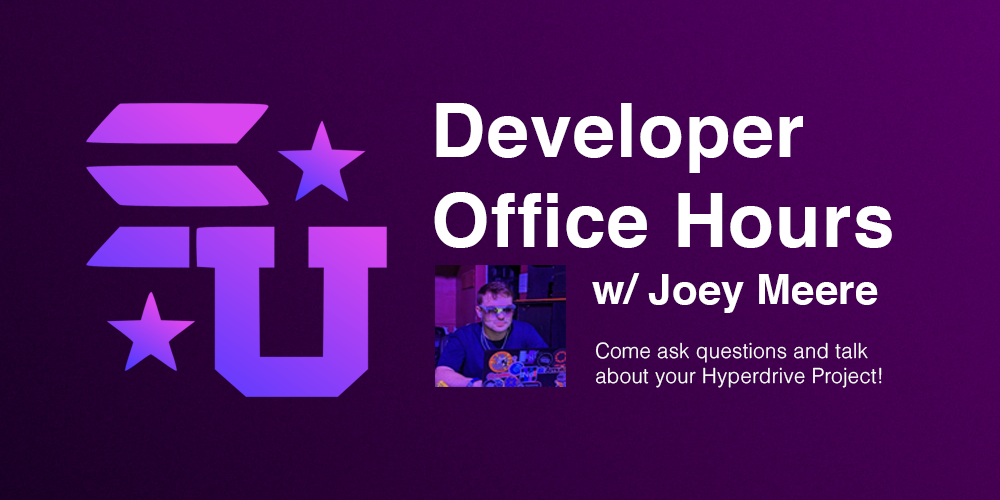 U
Developer
Office Hours
w/ Joey Meere
Come ask questions and talk
about your Hyperdrive Project!